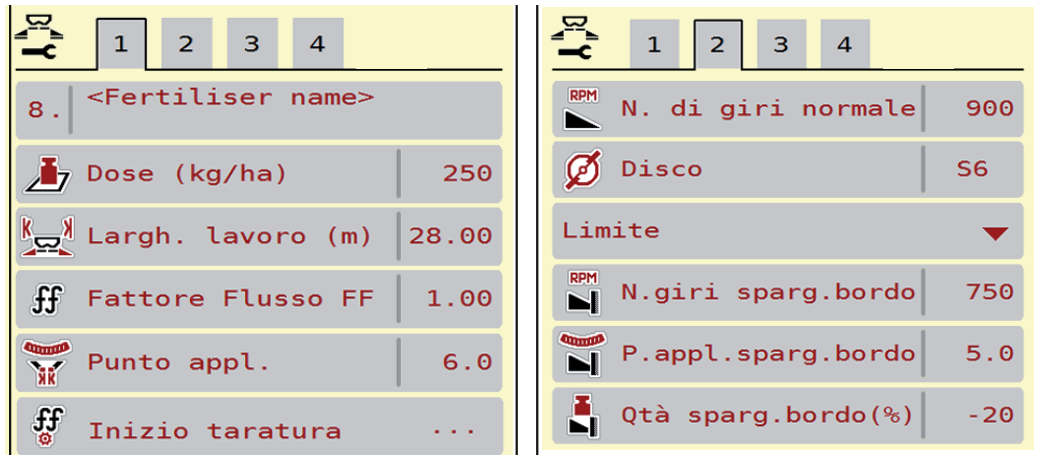 1 2 3 4
8. <Fertiliser name>
Dose (kg/ha) 250
Largh. lavoro (m) 28.00
ff Fattore Flusso FF 1.00
Punto appl. 6.0
ff Inizio taratura ...
1 2 3 4
RPM N. di giri normale 900
Disco S6
Limite
RPM N.giri sparg.bordo 750
P.appl.sparg.bordo 5.0
Qtà sparg.bordo(%) -20